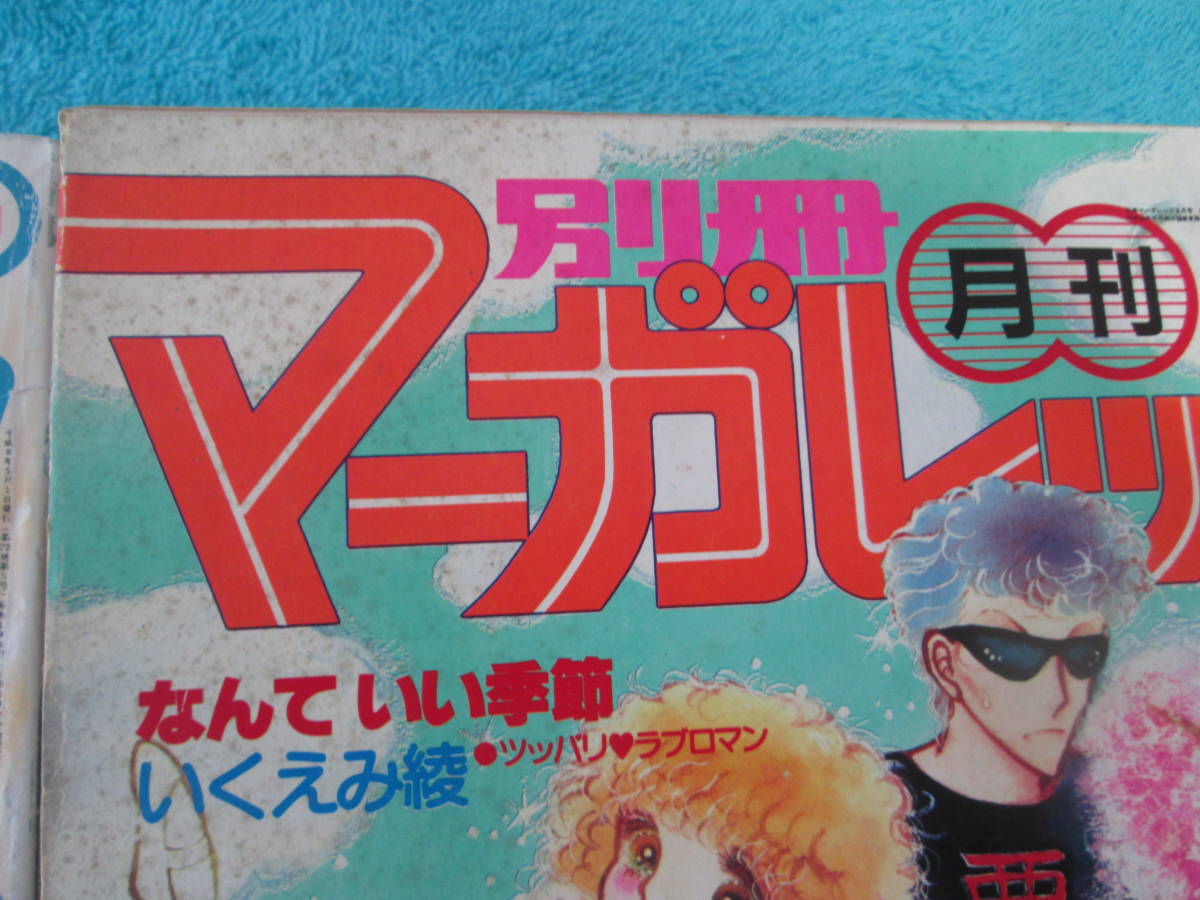 別冊
マーガレッ
月刊
なんていい季節
いくえみ綾
●ツッパリ♥ラブロマン
亜